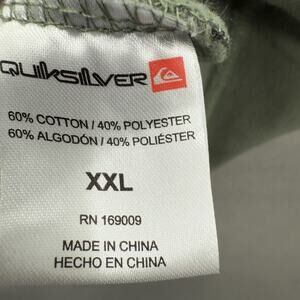 QUIKSILVER
60% COTTON / 40% POLYESTER
60% ALGODÓN / 40% POLIÉSTER
XXL
RN 169009
MADE IN CHINA
HECHO EN CHINA